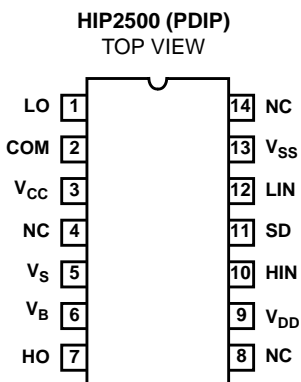 HIP2500 (PDIP)
TOP VIEW
LO 1 14 NC
COM 2 13 VSS
VCC 3 12 LIN
NC 4 11 SD
VS 5 10 HIN
VB 6 9 VDD
HO 7 8 NC